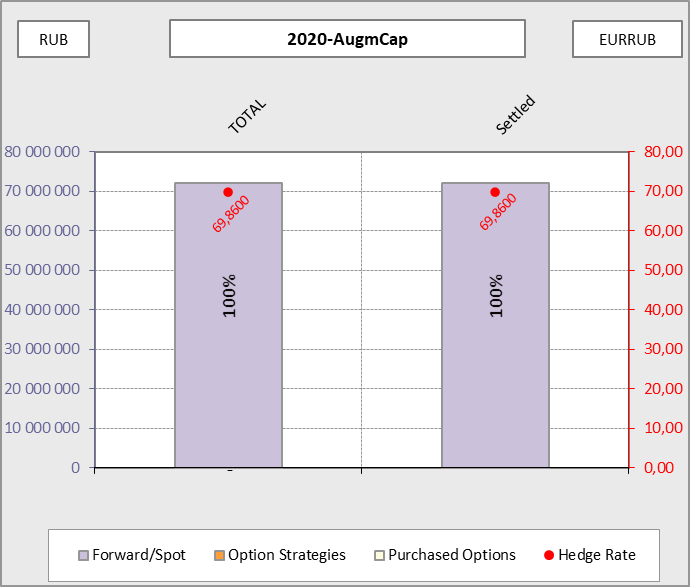 RUB
2020-AugmCap
EURRUB
TOTAL
Settled
80 000 000
70 000 000
60 000 000
50 000 000
40 000 000
30 000 000
20 000 000
10 000 000
0
69,8600
100%
-
69,8600
100%
80,00
70,00
60,00
50,00
40,00
30,00
20,00
10,00
0,00
Forward/Spot
Option Strategies
Purchased Options
Hedge Rate